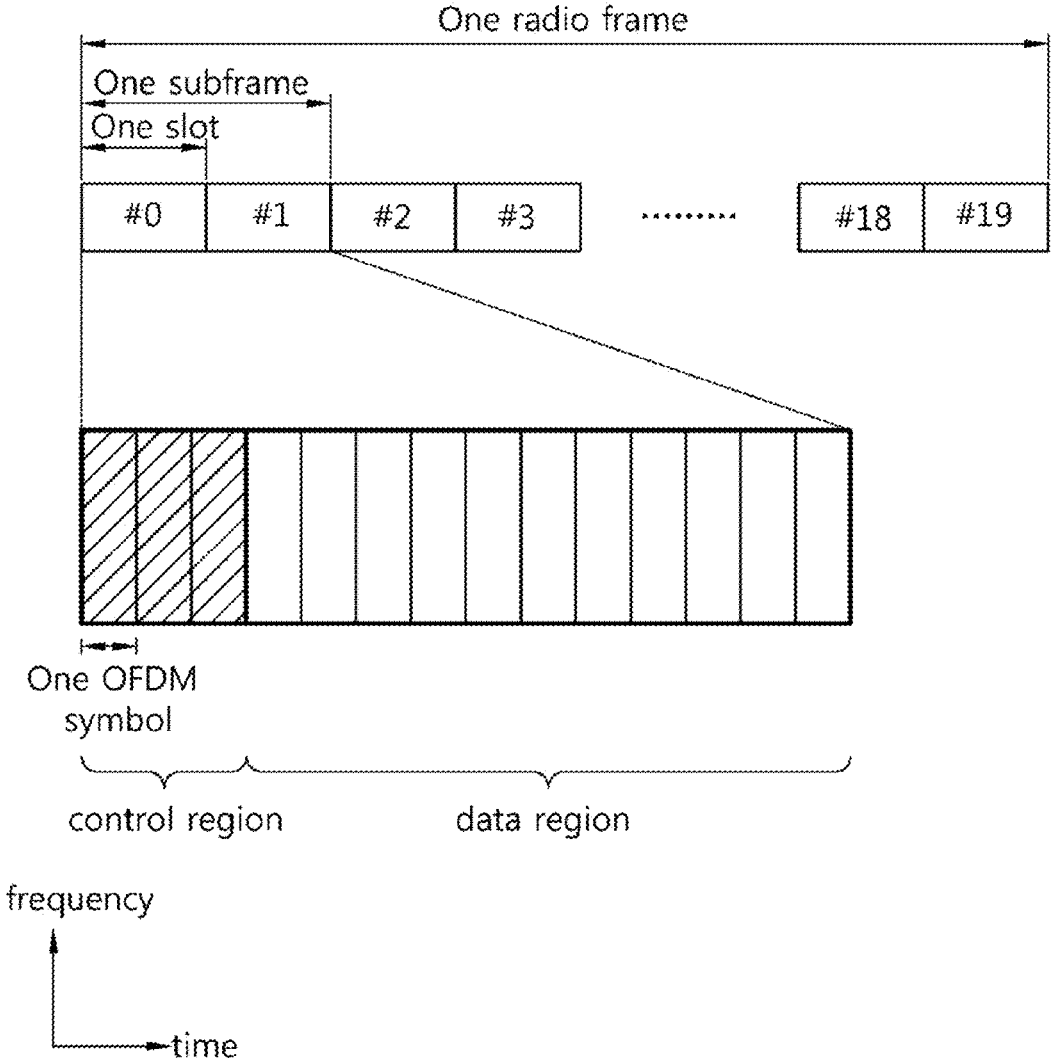 One radio frame
One subframe
One slot
#0 #1 #2 #3 ········· #18 #19
One OFDM
symbol
control region data region
frequency
time